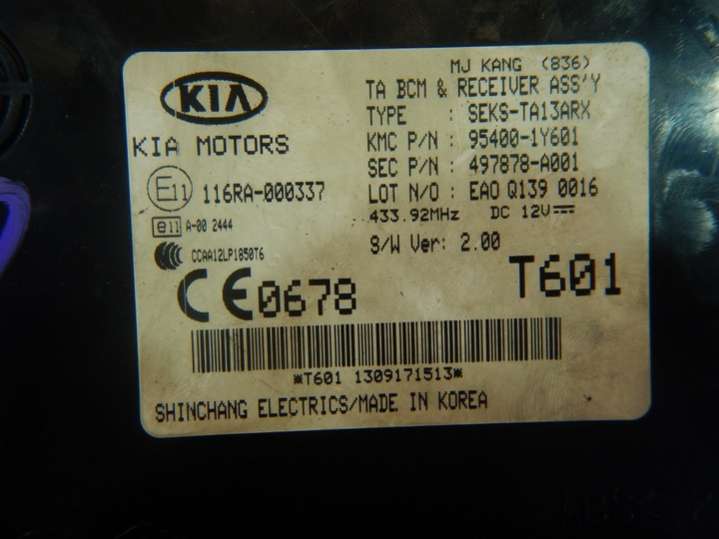 MJ KANG (836)
KIA
TA BCM & RECEIVER ASS'Y
TYPE : SEKS-TA13ARX
KIA MOTORS
KMC P/N : 95400-1Y601
SEC P/N : 497878-A001
E11 116RA-000337
LOT N/O : EAO Q139 0016
433.92MHz DC 12V
e11 A-00 2444
S/W Ver: 2.00
CCAA12LP1850T6
CE0678
T601
*T601 1309171513*
SHINCHANG ELECTRICS/MADE IN KOREA